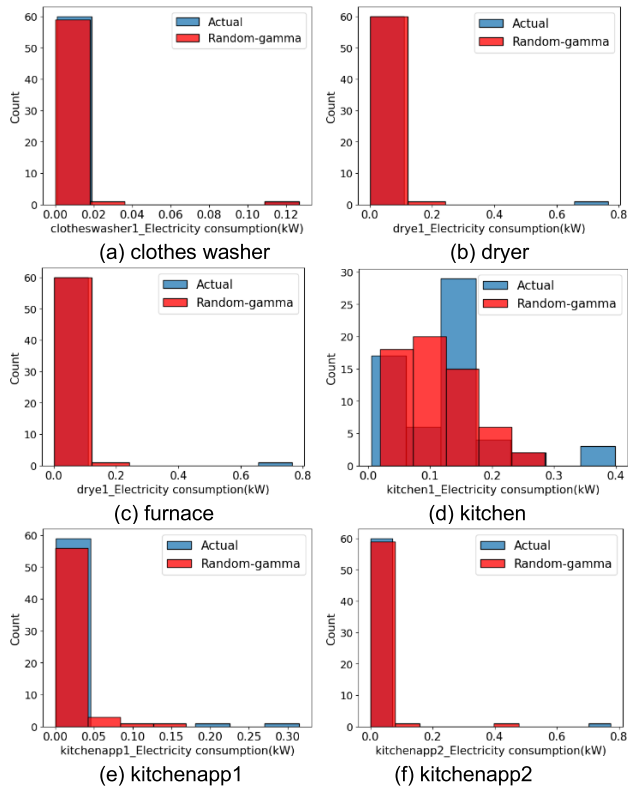 60
50
40
30
20
10
0
Count
Actual
Random-gamma
0.00 0.02 0.04 0.06 0.08 0.10 0.12
clotheswasher1_Electricity consumption(kW)
(a) clothes washer
60
50
40
30
20
10
0
Count
Actual
Random-gamma
0.0 0.2 0.4 0.6 0.8
drye1_Electricity consumption(kW)
(b) dryer
60
50
40
30
20
10
0
Count
Actual
Random-gamma
0.0 0.2 0.4 0.6 0.8
drye1_Electricity consumption(kW)
(c) furnace
30
25
20
15
10
5
0
Count
Actual
Random-gamma
0.0 0.1 0.2 0.3 0.4
kitchen1_Electricity consumption(kW)
(d) kitchen
60
50
40
30
20
10
0
Count
Actual
Random-gamma
0.00 0.05 0.10 0.15 0.20 0.25 0.30
kitchenapp1_Electricity consumption(kW)
(e) kitchenapp1
60
50
40
30
20
10
0
Count
Actual
Random-gamma
0.0 0.2 0.4 0.6 0.8
kitchenapp2_Electricity consumption(kW)
(f) kitchenapp2